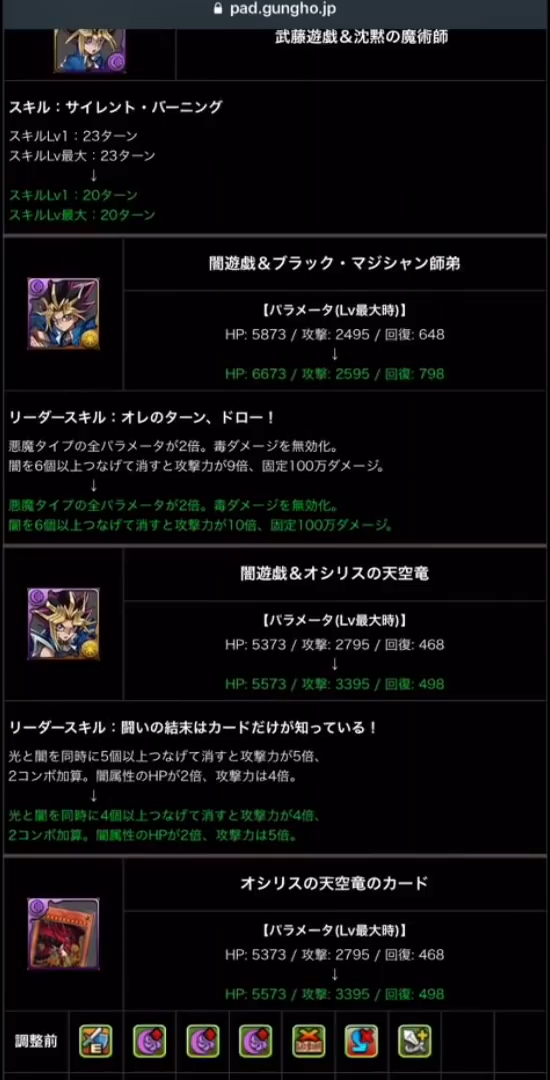 pad.gungho.jp
武藤遊戯＆沈黙の魔術師
スキル：サイレント・バーニング
スキルLv1：23ターン
スキルLv最大：23ターン
↓
スキルLv1：20ターン
スキルLv最大：20ターン
闇遊戯＆ブラック・マジシャン師弟
【パラメータ(Lv最大時)】
HP: 5873 / 攻撃: 2495 / 回復: 648
↓
HP: 6673 / 攻撃: 2595 / 回復: 798
リーダースキル：オレのターン、ドロー！
悪魔タイプの全パラメータが2倍。毒ダメージを無効化。
闇を6個以上つなげて消すと攻撃力が9倍、固定100万ダメージ。
↓
悪魔タイプの全パラメータが2倍。毒ダメージを無効化。
闇を6個以上つなげて消すと攻撃力が10倍、固定100万ダメージ。
闇遊戯＆オシリスの天空竜
【パラメータ(Lv最大時)】
HP: 5373 / 攻撃: 2795 / 回復: 468
↓
HP: 5573 / 攻撃: 3395 / 回復: 498
リーダースキル：闘いの結末はカードだけが知っている！
光と闇を同時に5個以上つなげて消すと攻撃力が5倍、
2コンボ加算。闇属性のHPが2倍、攻撃力は4倍。
↓
光と闇を同時に4個以上つなげて消すと攻撃力が4倍、
2コンボ加算。闇属性のHPが2倍、攻撃力は5倍。
オシリスの天空竜のカード
【パラメータ(Lv最大時)】
HP: 5373 / 攻撃: 2795 / 回復: 468
↓
HP: 5573 / 攻撃: 3395 / 回復: 498
調整前
E